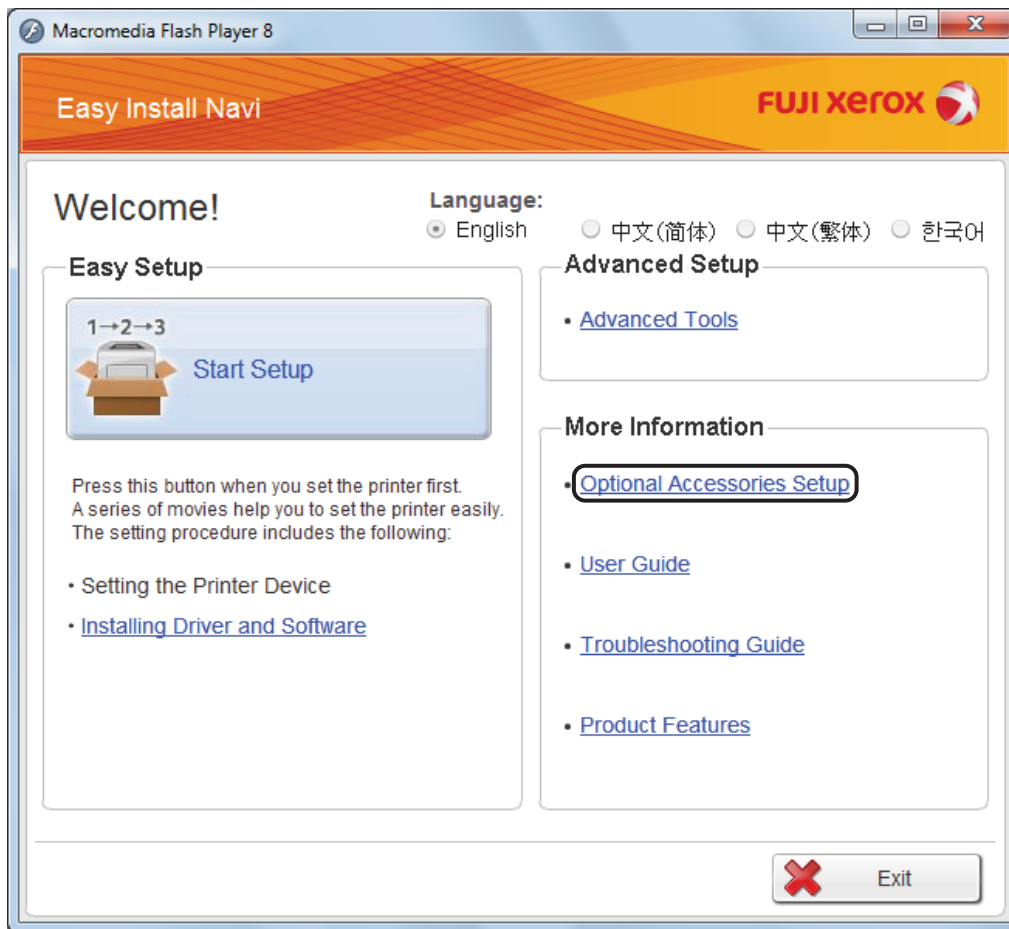 Macromedia Flash Player 8
Easy Install Navi
FUJI xerox
Welcome!
Language:
English 中文(简体) 中文(繁体) 한국어
Easy Setup
1→2→3
Start Setup
Press this button when you set the printer first.
A series of movies help you to set the printer easily.
The setting procedure includes the following:
• Setting the Printer Device
• Installing Driver and Software
Advanced Setup
• Advanced Tools
More Information
• Optional Accessories Setup
• User Guide
• Troubleshooting Guide
• Product Features
Exit